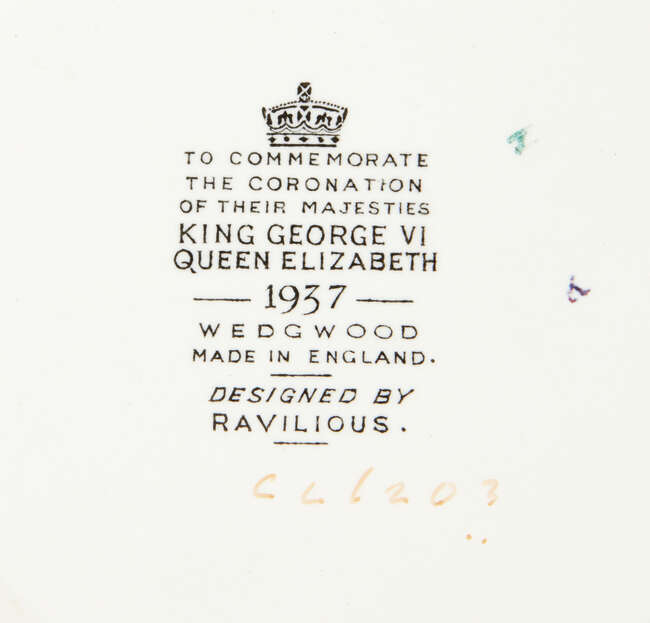 TO COMMEMORATE
THE CORONATION
OF THEIR MAJESTIES
KING GEORGE VI
QUEEN ELIZABETH
— 1937 —
WEDGWOOD
MADE IN ENGLAND.
DESIGNED BY
RAVILIOUS.
CL6203